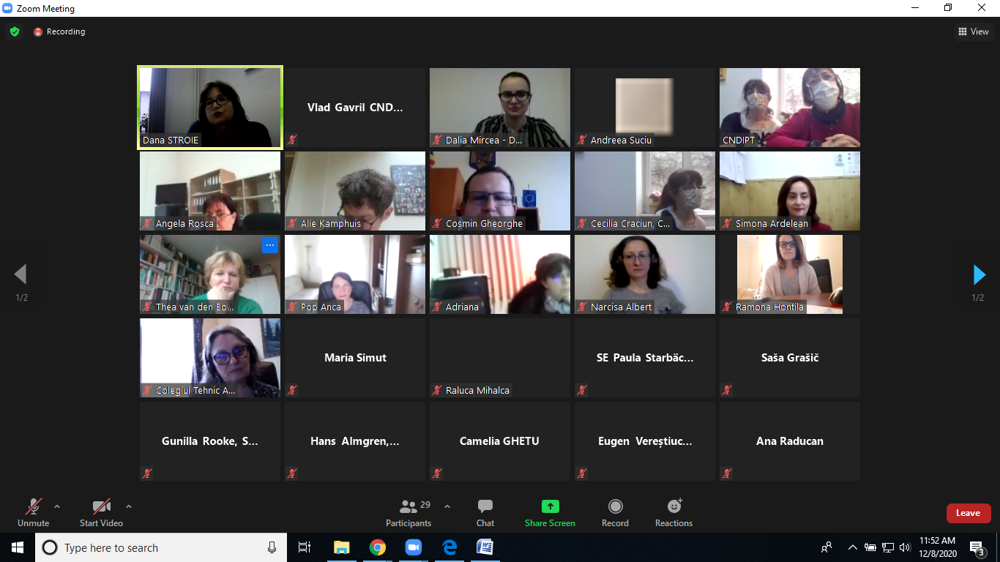 Zoom Meeting
Recording
View
Dana STROIE
Vlad Gavril CND...
Dalia Mircea - D...
Andreea Suciu
CNDIPT
Angela Rosca
Alie Kamphuis
Cosmin Gheorghe
Cecilia Craciun, C...
Simona Ardelean
1/2
1/2
Thea van den Bo...
Pop Anca
Adriana
Narcisa Albert
Ramona Hontila
Colegiul Tehnic A...
Maria Simut
Raluca Mihalca
SE Paula Starbăc...
Saša Grašič
Gunilla Rooke, S...
Hans Almgren,...
Camelia GHETU
Eugen Vereștiuc...
Ana Raducan
Unmute
Start Video
29
Participants
Chat
Share Screen
Record
Reactions
Leave
Type here to search
11:52 AM
12/8/2020
3